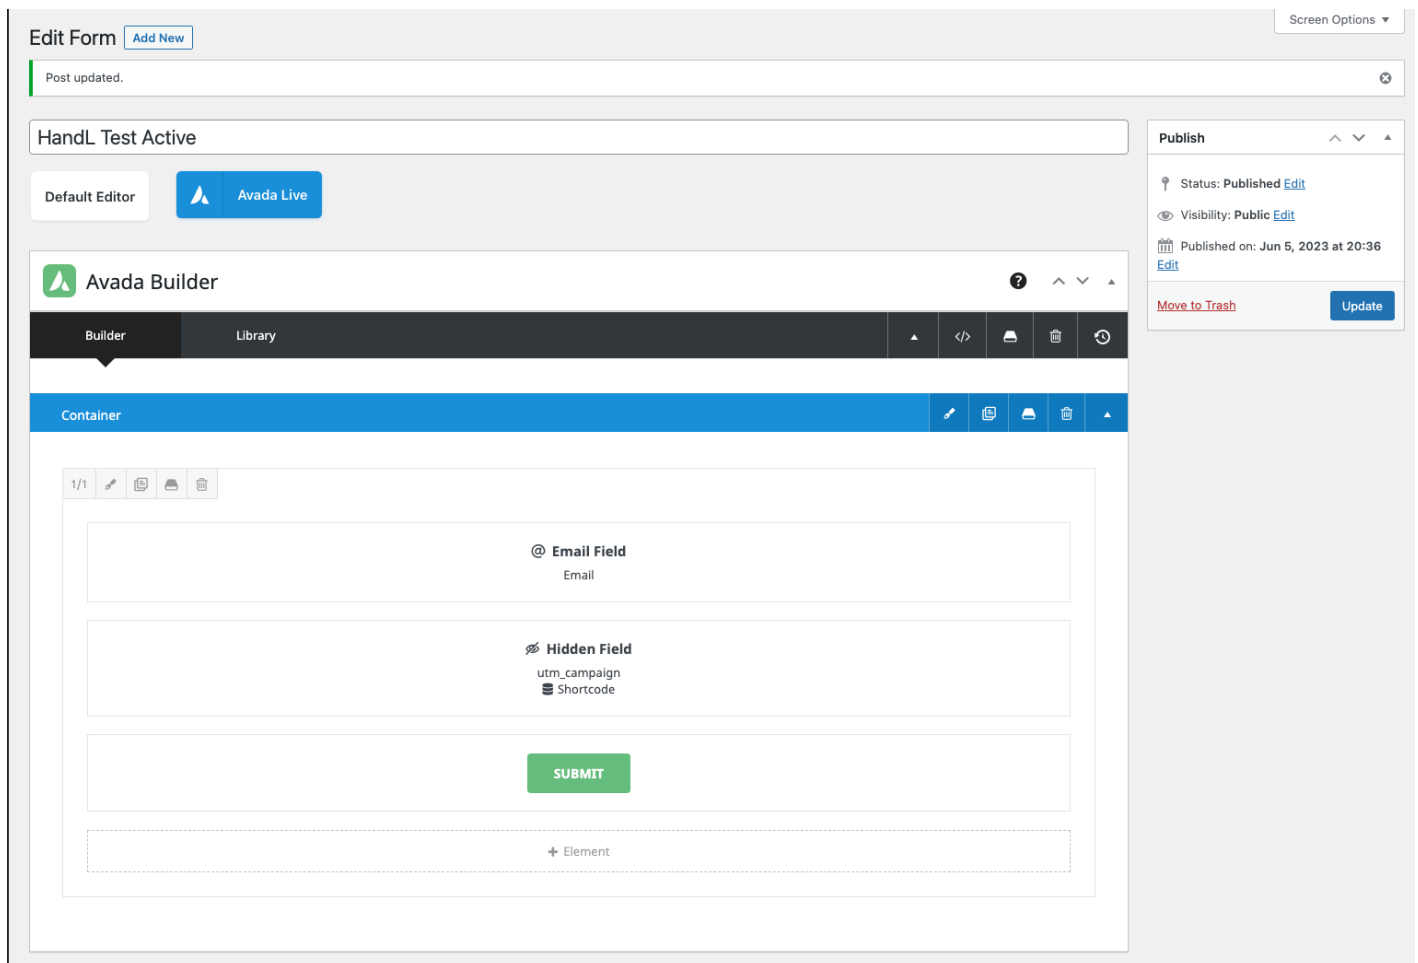 Screen Options ▼
Edit Form Add New
Post updated.
HandL Test Active
Default Editor
Avada Live
Publish
Status: Published Edit
Visibility: Public Edit
Published on: Jun 5, 2023 at 20:36
Edit
Move to Trash
Update
Avada Builder
Builder
Library
</>
Container
1/1
@ Email Field
Email
Hidden Field
utm_campaign
Shortcode
SUBMIT
+ Element